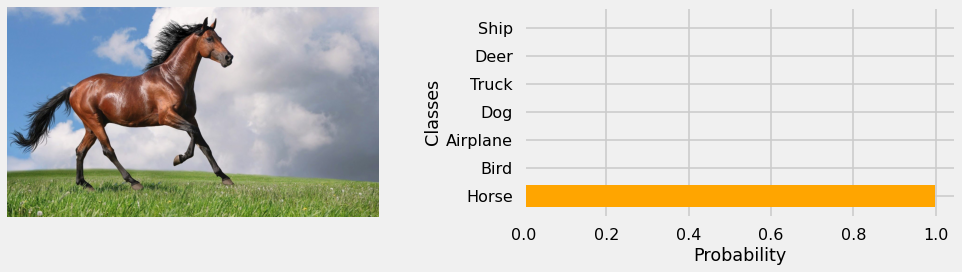 Ship
Deer
Truck
Dog
Airplane
Bird
Horse
Classes
0.0 0.2 0.4 0.6 0.8 1.0
Probability